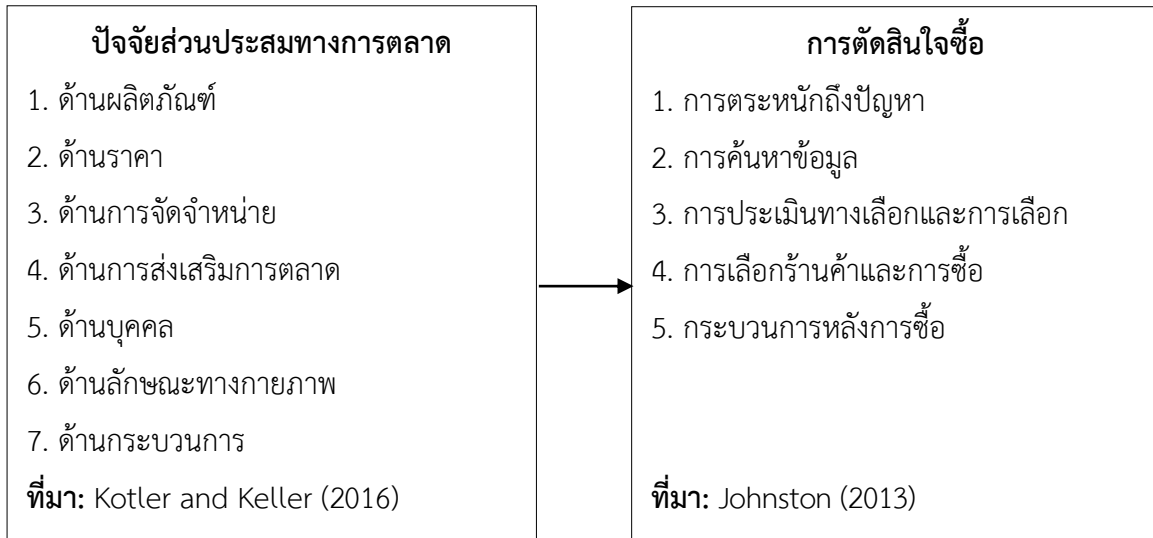 ปัจจัยส่วนประสมทางการตลาด
1. ด้านผลิตภัณฑ์
2. ด้านราคา
3. ด้านการจัดจำหน่าย
4. ด้านการส่งเสริมการตลาด
5. ด้านบุคคล
6. ด้านลักษณะทางกายภาพ
7. ด้านกระบวนการ
ที่มา: Kotler and Keller (2016)
การตัดสินใจซื้อ
1. การตระหนักถึงปัญหา
2. การค้นหาข้อมูล
3. การประเมินทางเลือกและการเลือก
4. การเลือกร้านค้าและการซื้อ
5. กระบวนการหลังการซื้อ
ที่มา: Johnston (2013)